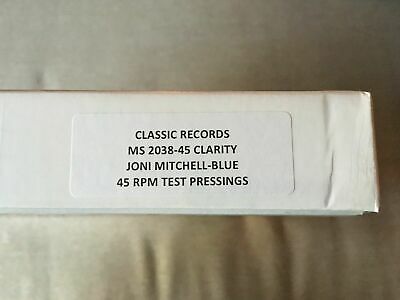 CLASSIC RECORDS
MS 2038-45 CLARITY
JONI MITCHELL-BLUE
45 RPM TEST PRESSINGS